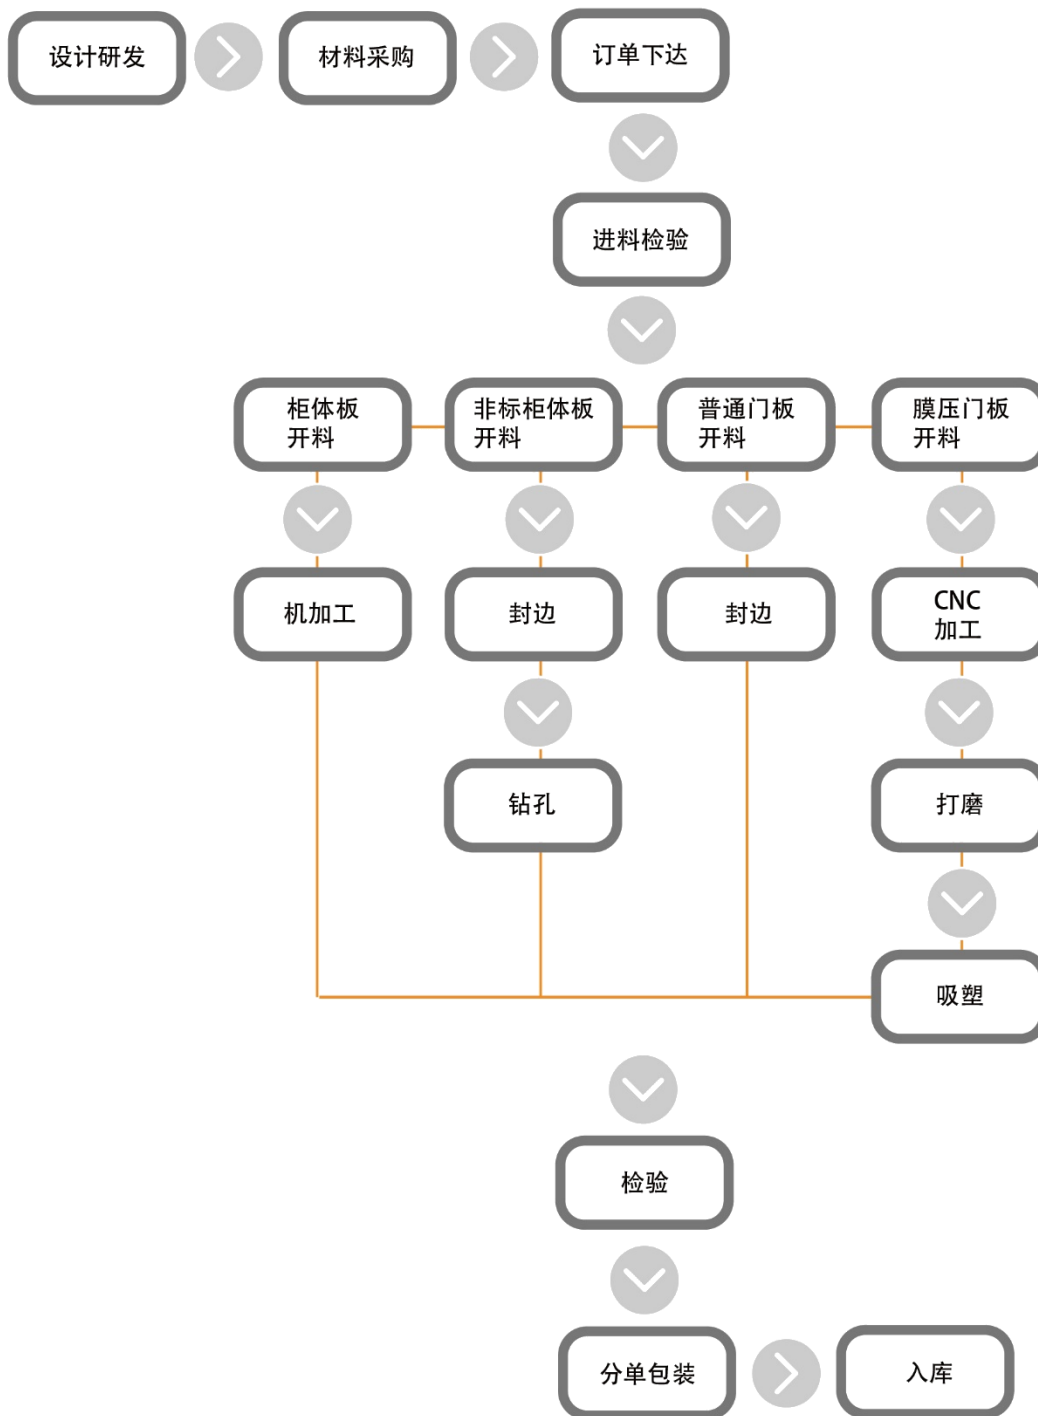 设计研发
材料采购
订单下达
进料检验
柜体板
开料
非标柜体板
开料
普通门板
开料
膜压门板
开料
机加工
封边
封边
CNC
加工
钻孔
打磨
吸塑
检验
分单包装
入库